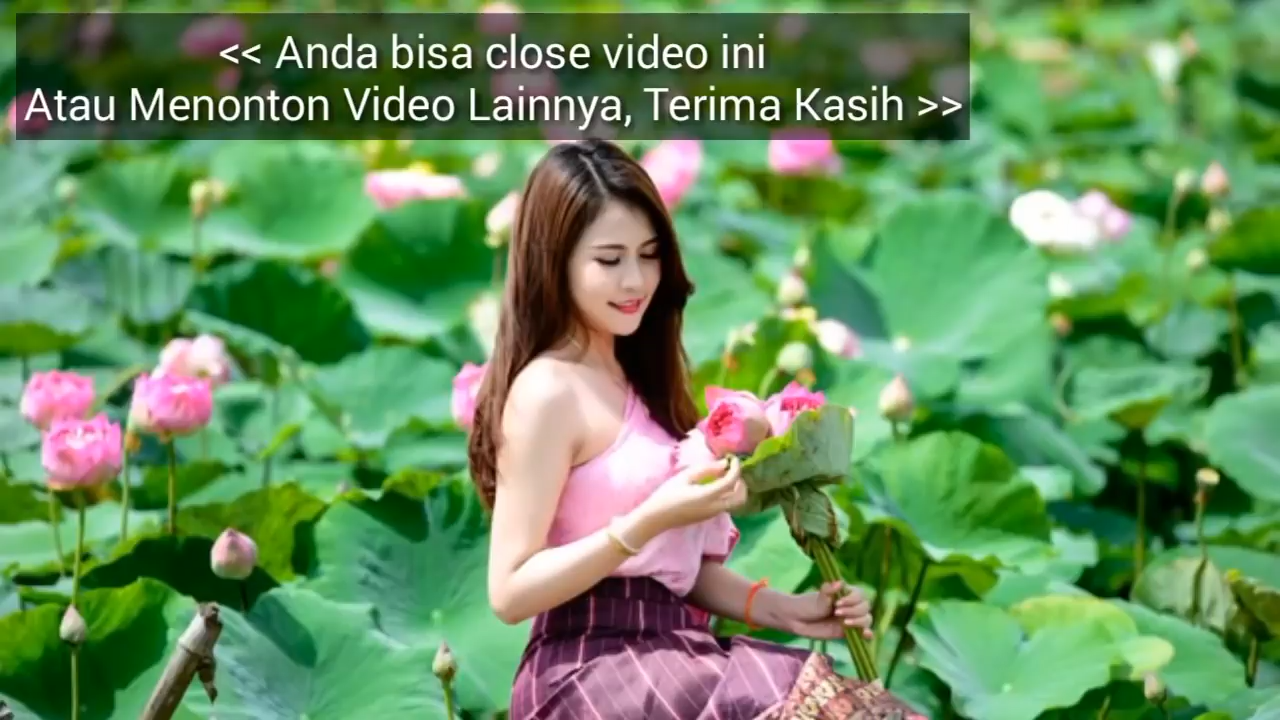 << Anda bisa close video ini
Atau Menonton Video Lainnya, Terima Kasih >>